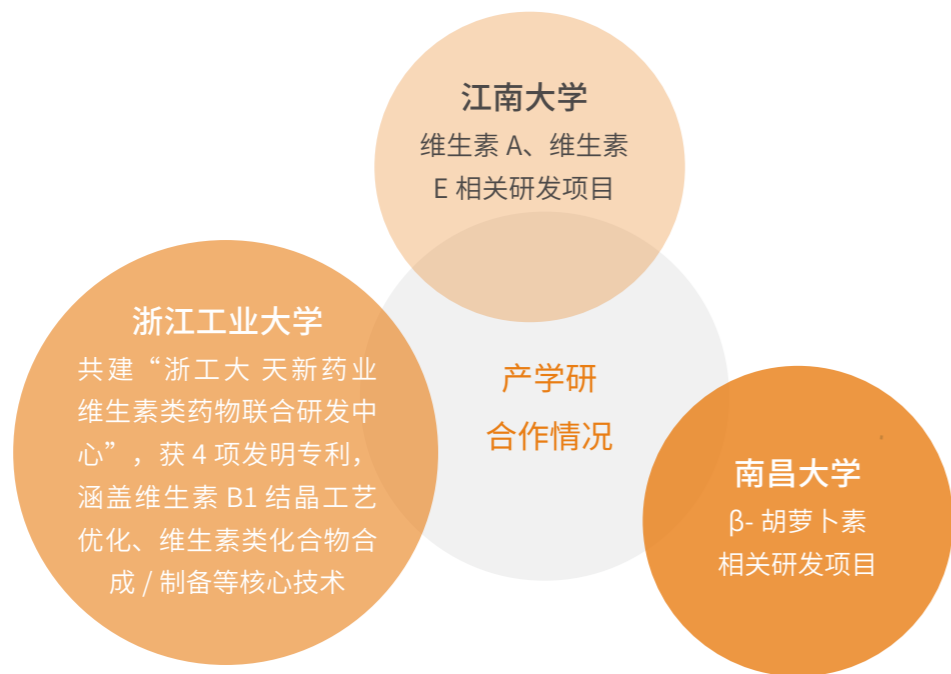 江南大学
维生素 A、维生素
E 相关研发项目
浙江工业大学
共建“浙工大 天新药业
维生素类药物联合研发中
心”，获 4 项发明专利，
涵盖维生素 B1 结晶工艺
优化、维生素类化合物合
成 / 制备等核心技术
产学研
合作情况
南昌大学
β- 胡萝卜素
相关研发项目